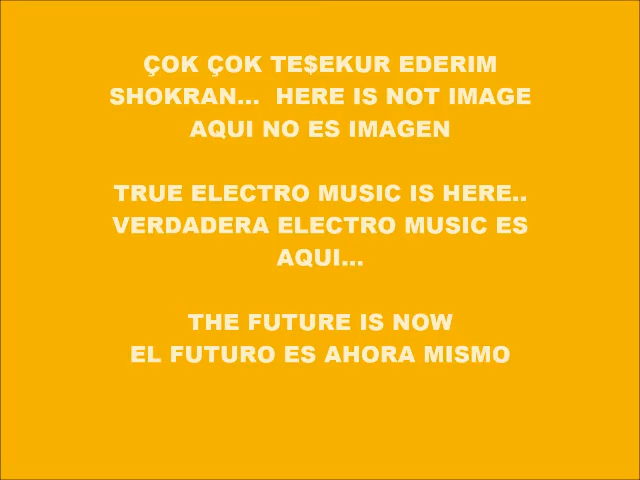 ÇOK ÇOK TE$EKUR EDERIM
SHOKRAN...  HERE IS NOT IMAGE
AQUI NO ES IMAGEN
TRUE ELECTRO MUSIC IS HERE..
VERDADERA ELECTRO MUSIC ES
AQUI...
THE FUTURE IS NOW
EL FUTURO ES AHORA MISMO